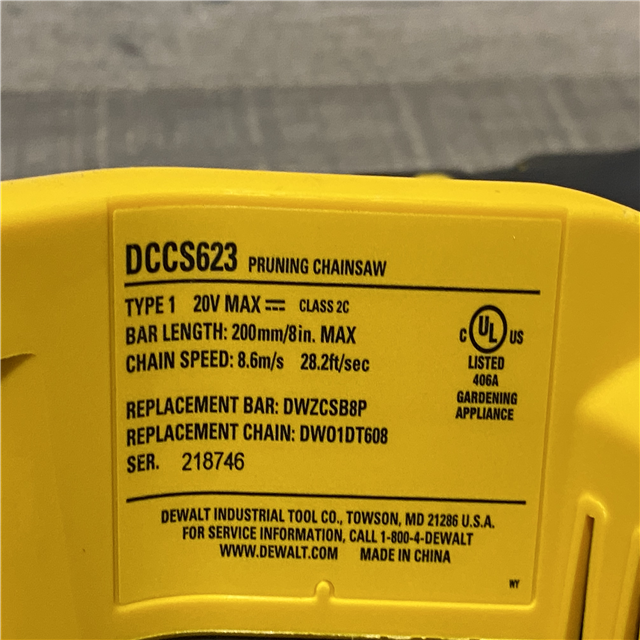 DCCS623 PRUNING CHAINSAW
TYPE 1 20V MAX ⎓ CLASS 2C
BAR LENGTH: 200mm/8in. MAX
CHAIN SPEED: 8.6m/s 28.2ft/sec
C UL US
LISTED
406A
GARDENING
APPLIANCE
REPLACEMENT BAR: DWZCSB8P
REPLACEMENT CHAIN: DWO1DT608
SER. 218746
DEWALT INDUSTRIAL TOOL CO., TOWSON, MD 21286 U.S.A.
FOR SERVICE INFORMATION, CALL 1-800-4-DEWALT
WWW.DEWALT.COM MADE IN CHINA
WY